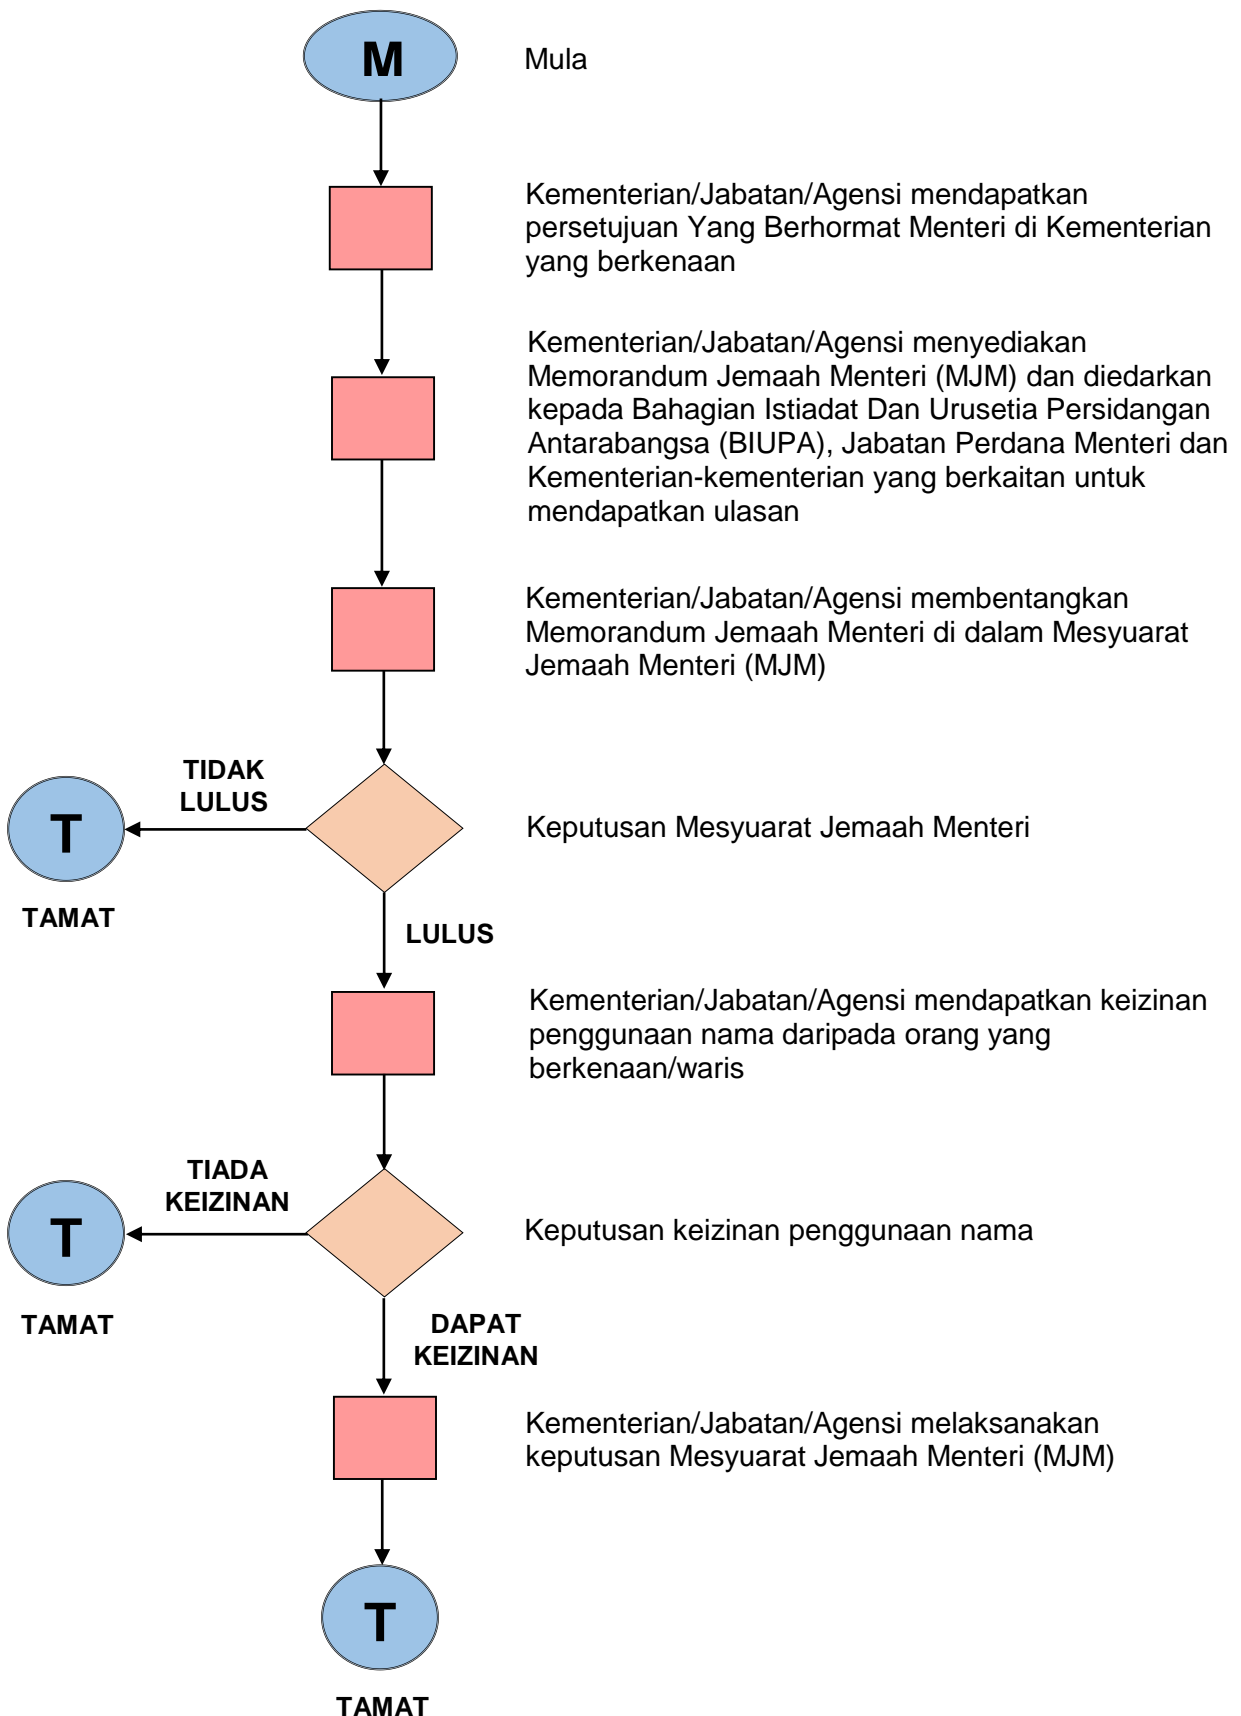 M
Mula
Kementerian/Jabatan/Agensi mendapatkan
persetujuan Yang Berhormat Menteri di Kementerian
yang berkenaan
Kementerian/Jabatan/Agensi menyediakan
Memorandum Jemaah Menteri (MJM) dan diedarkan
kepada Bahagian Istiadat Dan Urusetia Persidangan
Antarabangsa (BIUPA), Jabatan Perdana Menteri dan
Kementerian-kementerian yang berkaitan untuk
mendapatkan ulasan
Kementerian/Jabatan/Agensi membentangkan
Memorandum Jemaah Menteri di dalam Mesyuarat
Jemaah Menteri (MJM)
TIDAK
LULUS
T
Keputusan Mesyuarat Jemaah Menteri
TAMAT
LULUS
Kementerian/Jabatan/Agensi mendapatkan keizinan
penggunaan nama daripada orang yang
berkenaan/waris
TIADA
KEIZINAN
T
Keputusan keizinan penggunaan nama
TAMAT
DAPAT
KEIZINAN
Kementerian/Jabatan/Agensi melaksanakan
keputusan Mesyuarat Jemaah Menteri (MJM)
T
TAMAT